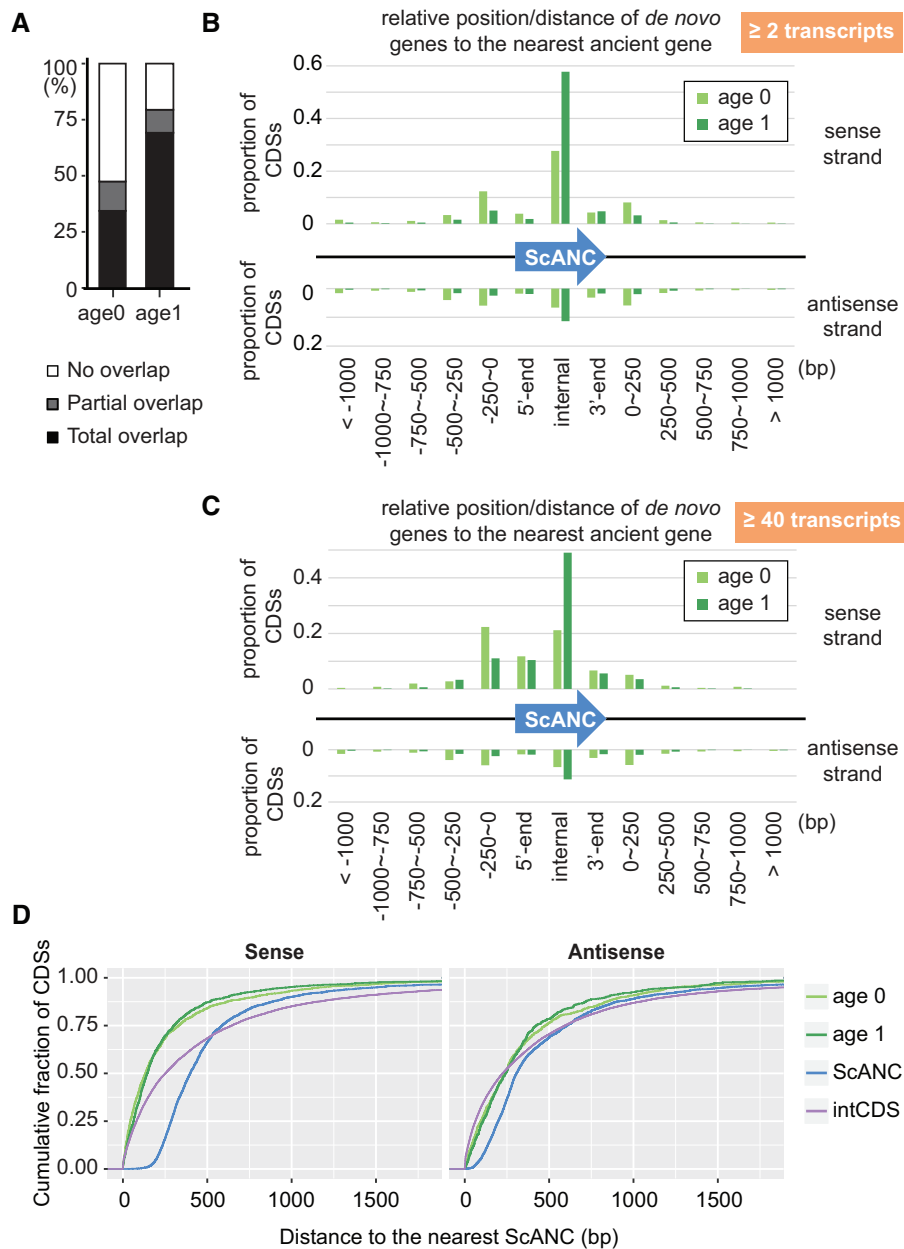 A
100
(%)
75
50
25
0
age0 age1
No overlap
Partial overlap
Total overlap
B
relative position/distance of de novo
genes to the nearest ancient gene
≥ 2 transcripts
proportion of
CDSs
0.6
0.4
0.2
0
age 0
age 1
sense
strand
ScANC
proportion of
CDSs
0
0.2
antisense
strand
(bp)
< -1000
-1000~-750
-750~-500
-500~-250
-250~0
5'-end
internal
3'-end
0~250
250~500
500~750
750~1000
> 1000
C
relative position/distance of de novo
genes to the nearest ancient gene
≥ 40 transcripts
proportion of
CDSs
0.4
0.2
0
age 0
age 1
sense
strand
ScANC
proportion of
CDSs
0
0.2
antisense
strand
(bp)
< -1000
-1000~-750
-750~-500
-500~-250
-250~0
5'-end
internal
3'-end
0~250
250~500
500~750
750~1000
> 1000
D
Sense
Antisense
Cumulative fraction of CDSs
1.00
0.75
0.50
0.25
0.00
0 500 1000 1500
0 500 1000 1500
Distance to the nearest ScANC (bp)
age 0
age 1
ScANC
intCDS